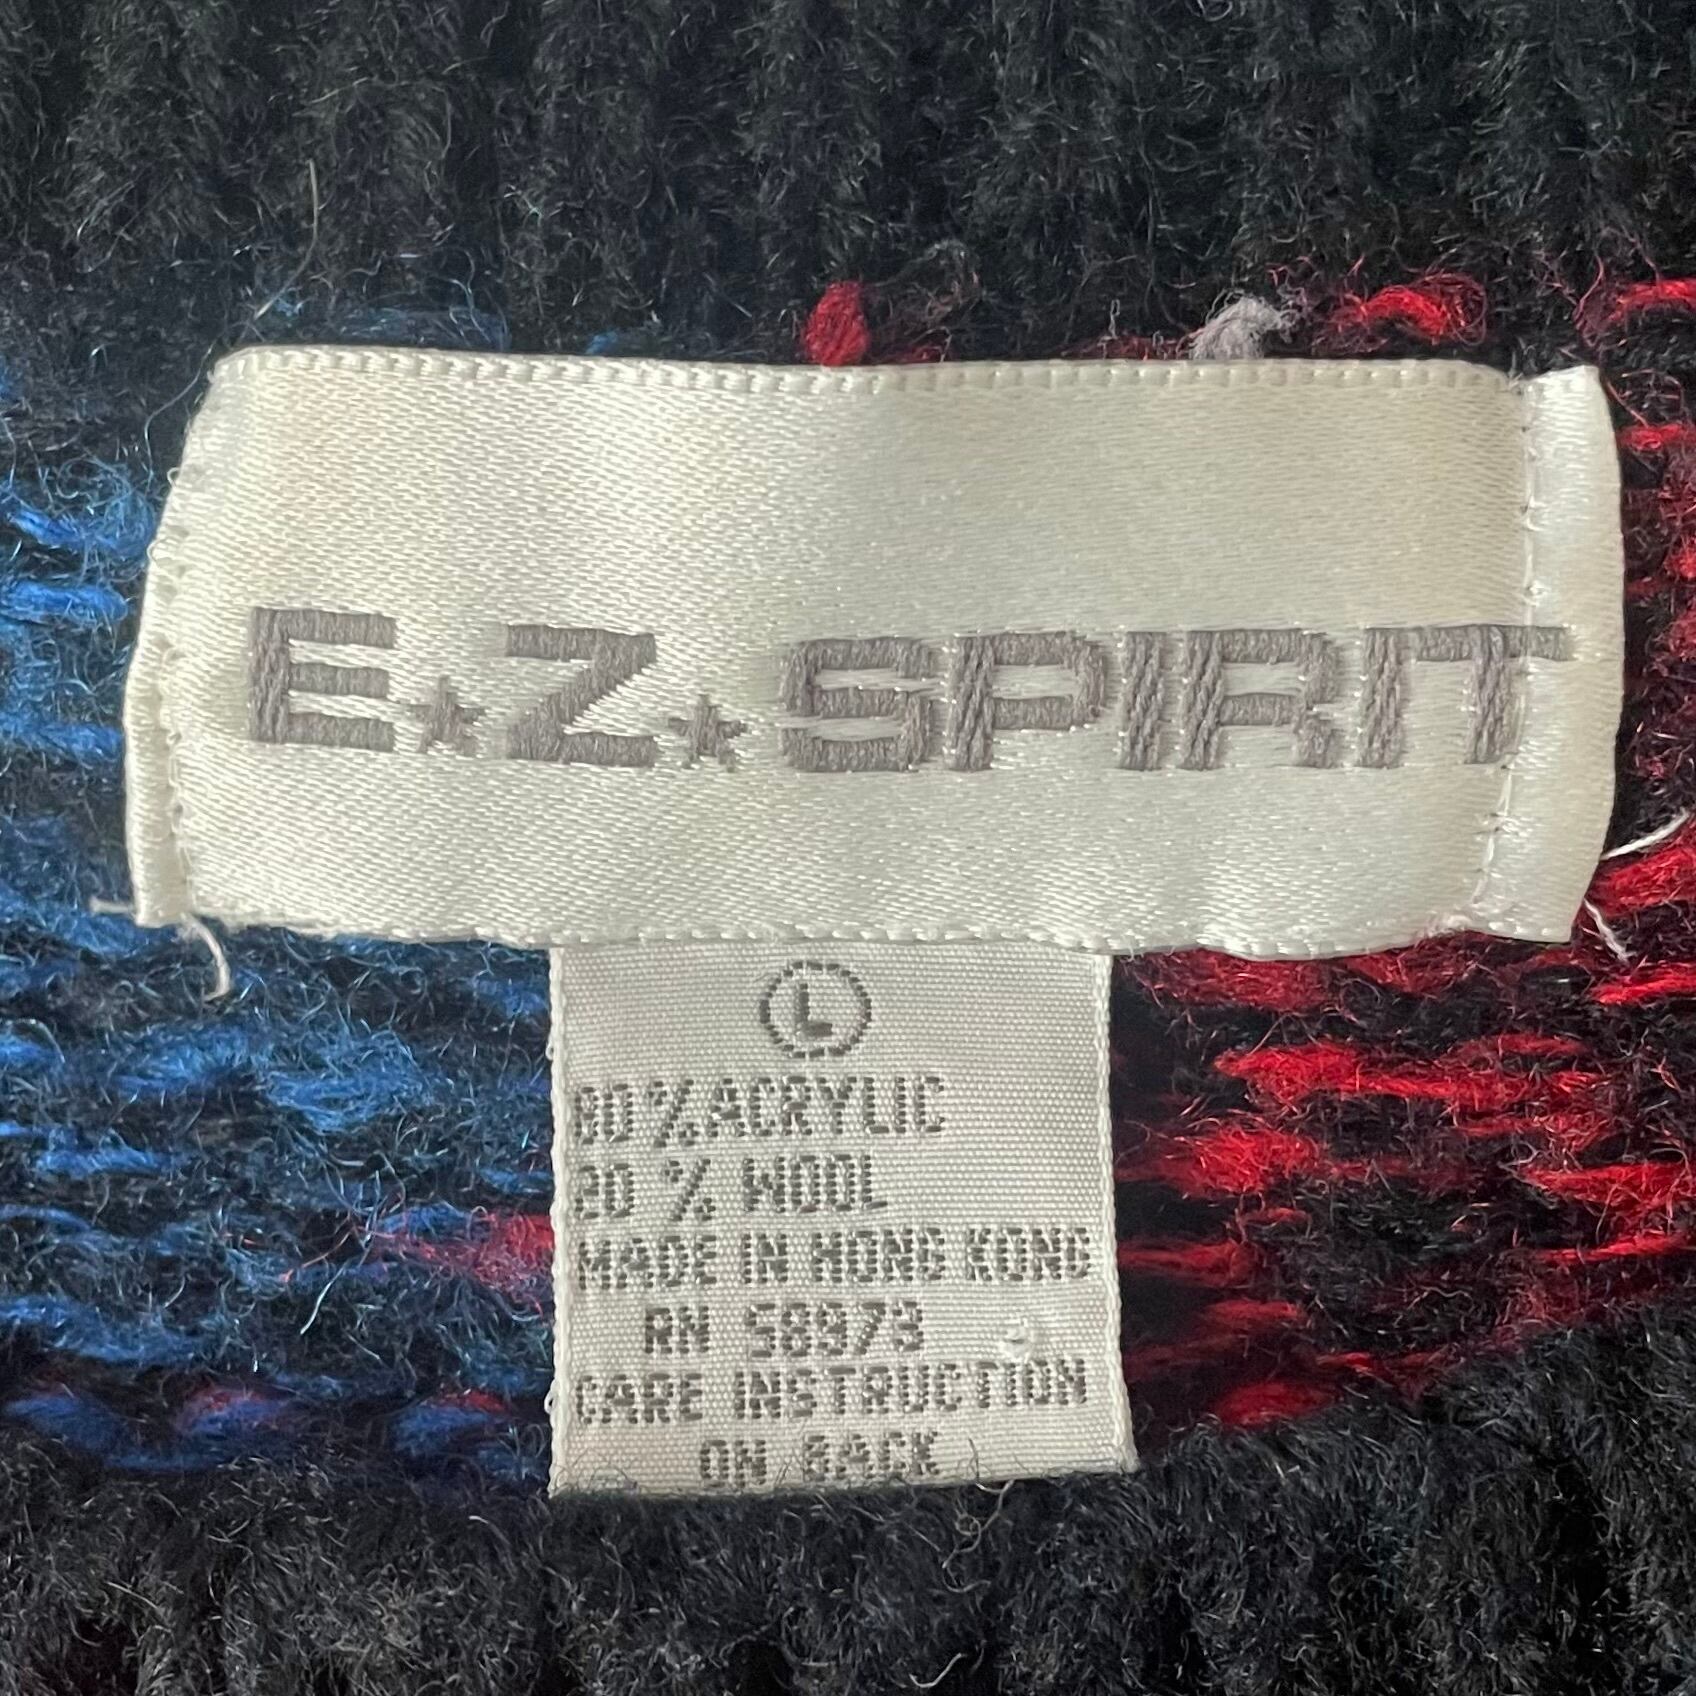 E★Z★SPIRIT
L
80%ACRYLIC
20 % WOOL
MADE IN HONG KONG
RN 58973
CARE INSTRUCTION
ON BACK